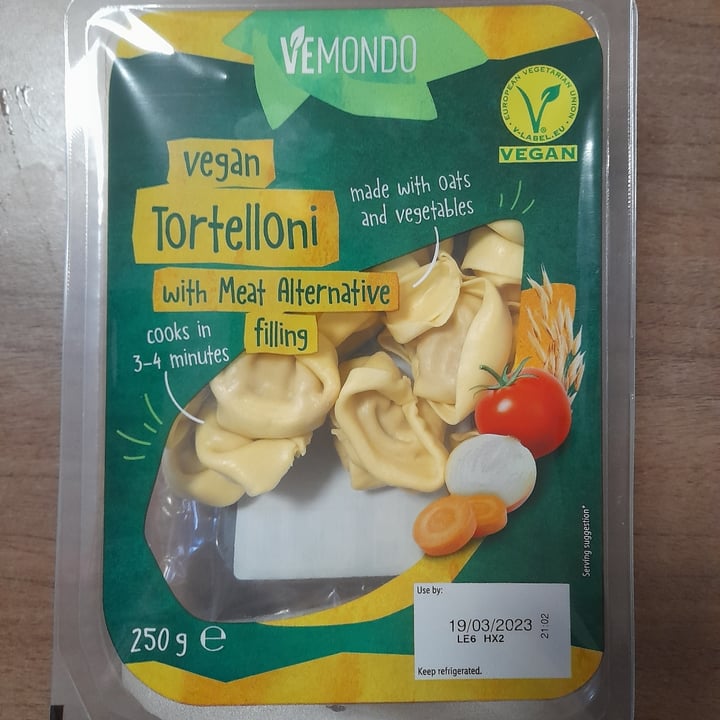 VEMONDO
EUROPEAN VEGETARIAN UNION
V-LABEL.EU
VEGAN
vegan
Tortelloni
with Meat Alternative
filling
made with oats
and vegetables
cooks in
3-4 minutes
Serving suggestion*
250 g ℮
Use by:
19/03/2023
LE6 HX2
21:02
Keep refrigerated.